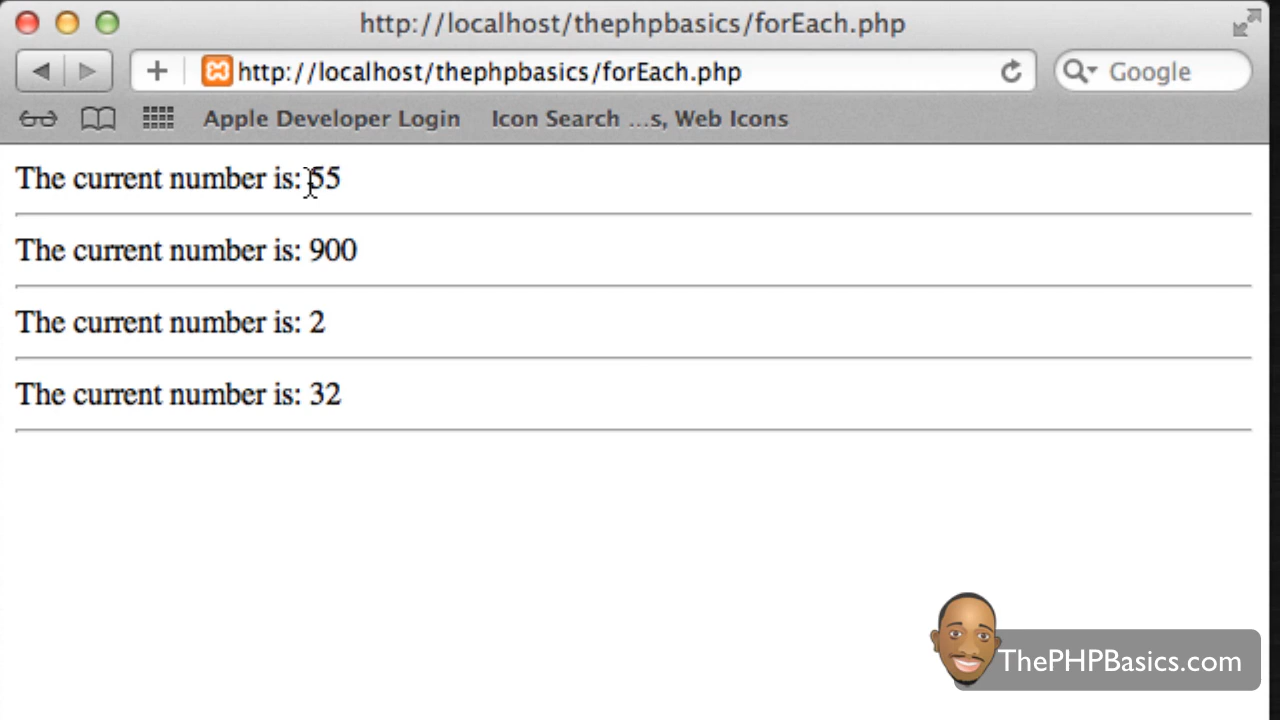 http://localhost/thephpbasics/forEach.php
http://localhost/thephpbasics/forEach.php
Google
Apple Developer Login
Icon Search ...s, Web Icons
The current number is: 55
The current number is: 900
The current number is: 2
The current number is: 32
ThePHPBasics.com